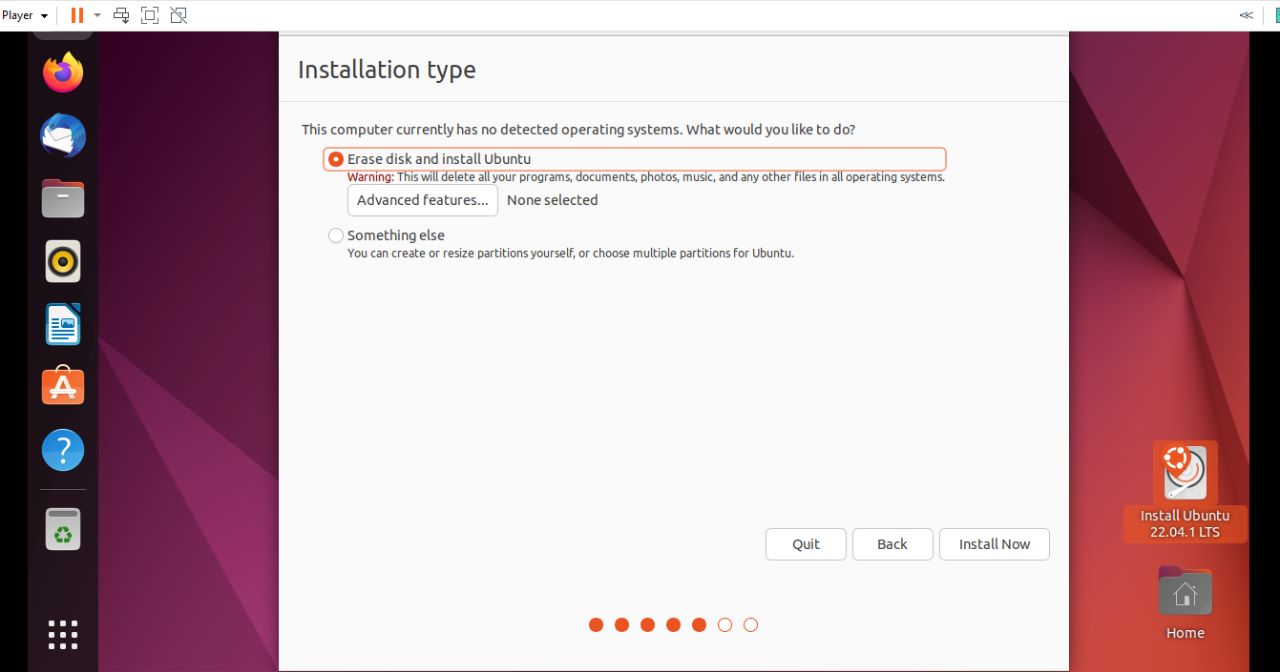 Player
Installation type
This computer currently has no detected operating systems. What would you like to do?
Erase disk and install Ubuntu
Warning: This will delete all your programs, documents, photos, music, and any other files in all operating systems.
Advanced features... None selected
Something else
You can create or resize partitions yourself, or choose multiple partitions for Ubuntu.
Quit Back Install Now
Install Ubuntu
22.04.1 LTS
Home